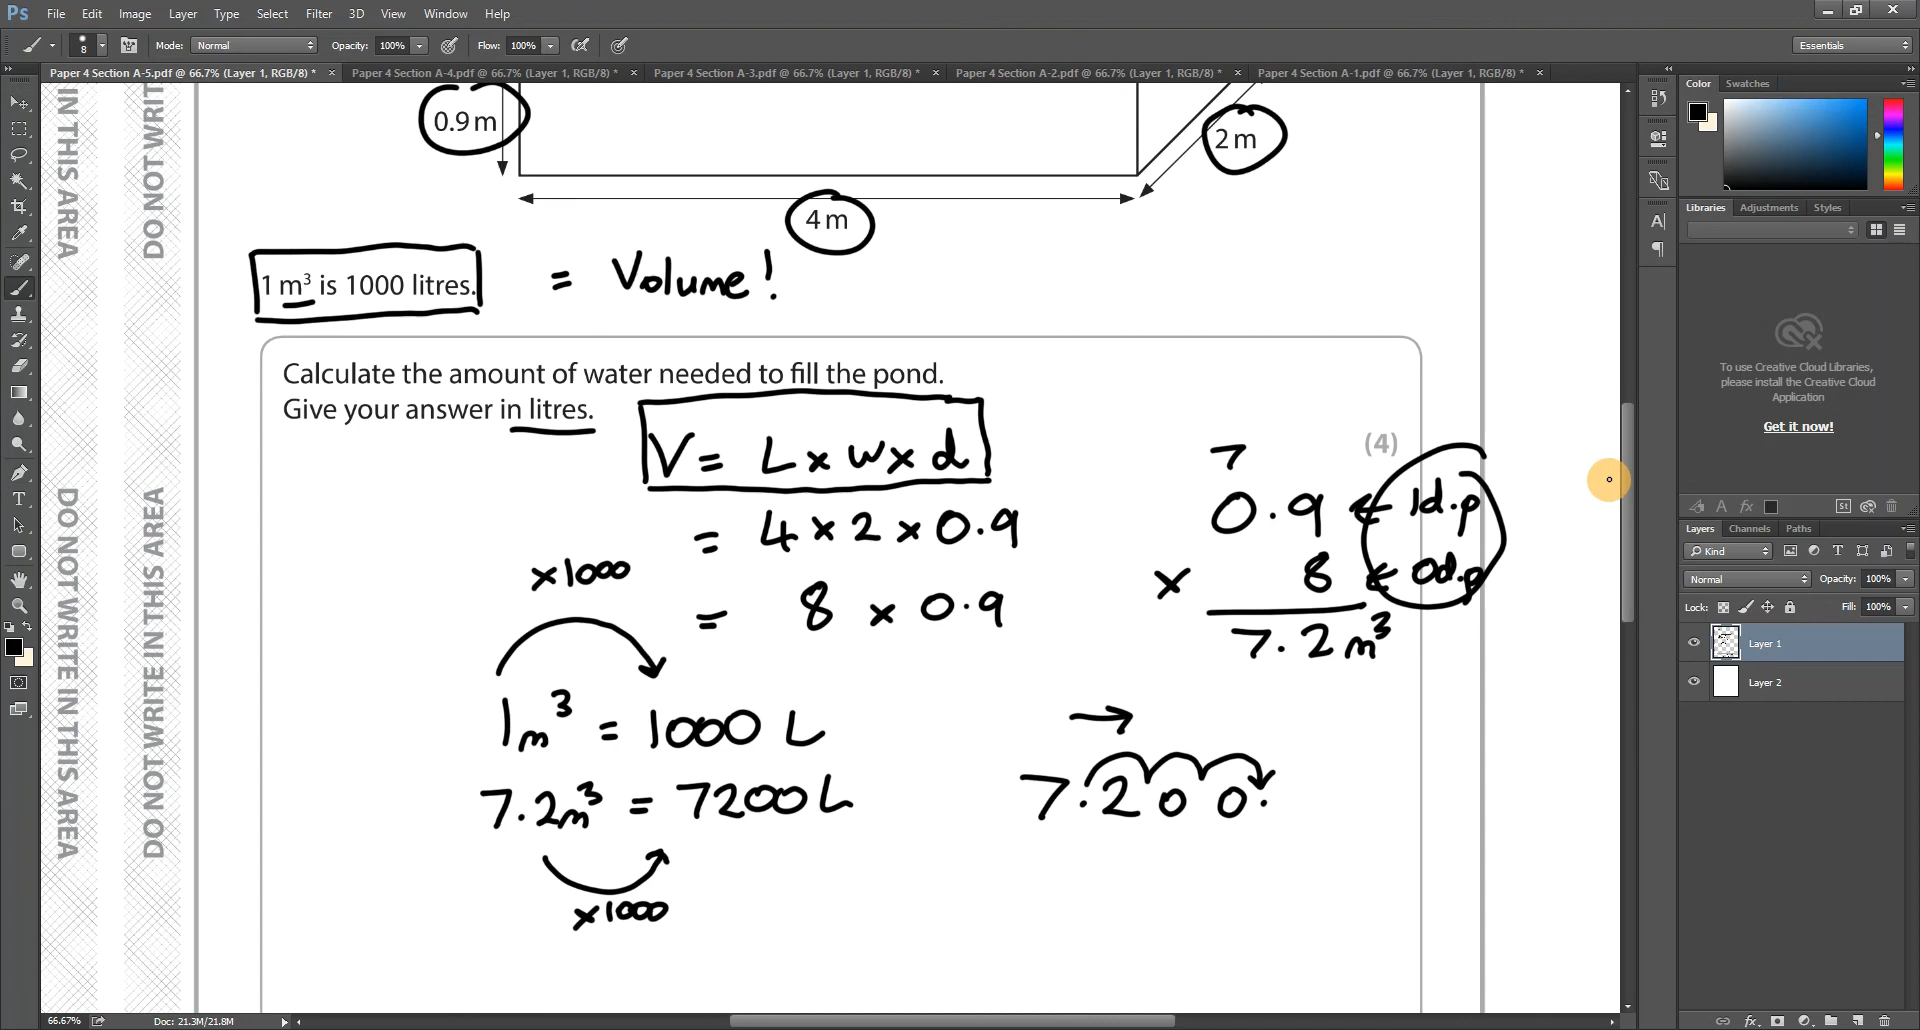 Ps File Edit Image Layer Type Select Filter 3D View Window Help
8 Mode: Normal Opacity: 100% Flow: 100% Essentials
Paper 4 Section A-5.pdf @ 66.7% (Layer 1, RGB/8) * × Paper 4 Section A-4.pdf @ 66.7% (Layer 1, RGB/8) * × Paper 4 Section A-3.pdf @ 66.7% (Layer 1, RGB/8) * × Paper 4 Section A-2.pdf @ 66.7% (Layer 1, RGB/8) * × Paper 4 Section A-1.pdf @ 66.7% (Layer 1, RGB/8) * ×
IN THIS AREA
DO NOT WRIT
DO NOT WRITE IN THIS AREA
DO NOT WRITE IN THIS AREA
0.9 m
2 m
4 m
1 m³ is 1000 litres. = Volume!
Calculate the amount of water needed to fill the pond.
Give your answer in litres.
(4)
V = L x w x d
= 4 x 2 x 0.9
= 8 x 0.9
7
0.9 ← 1d.p
x 8 ← 0d.p
7.2m³
x1000
1m³ = 1000 L
7.2m³ = 7200L
x1000
7.200.
Color Swatches
Libraries Adjustments Styles
To use Creative Cloud Libraries,
please install the Creative Cloud
Application
Get it now!
fx St
Layers Channels Paths
Kind T
Normal Opacity: 100%
Lock: Fill: 100%
Layer 1
Layer 2
fx
66.67% Doc: 21.3M/21.8M